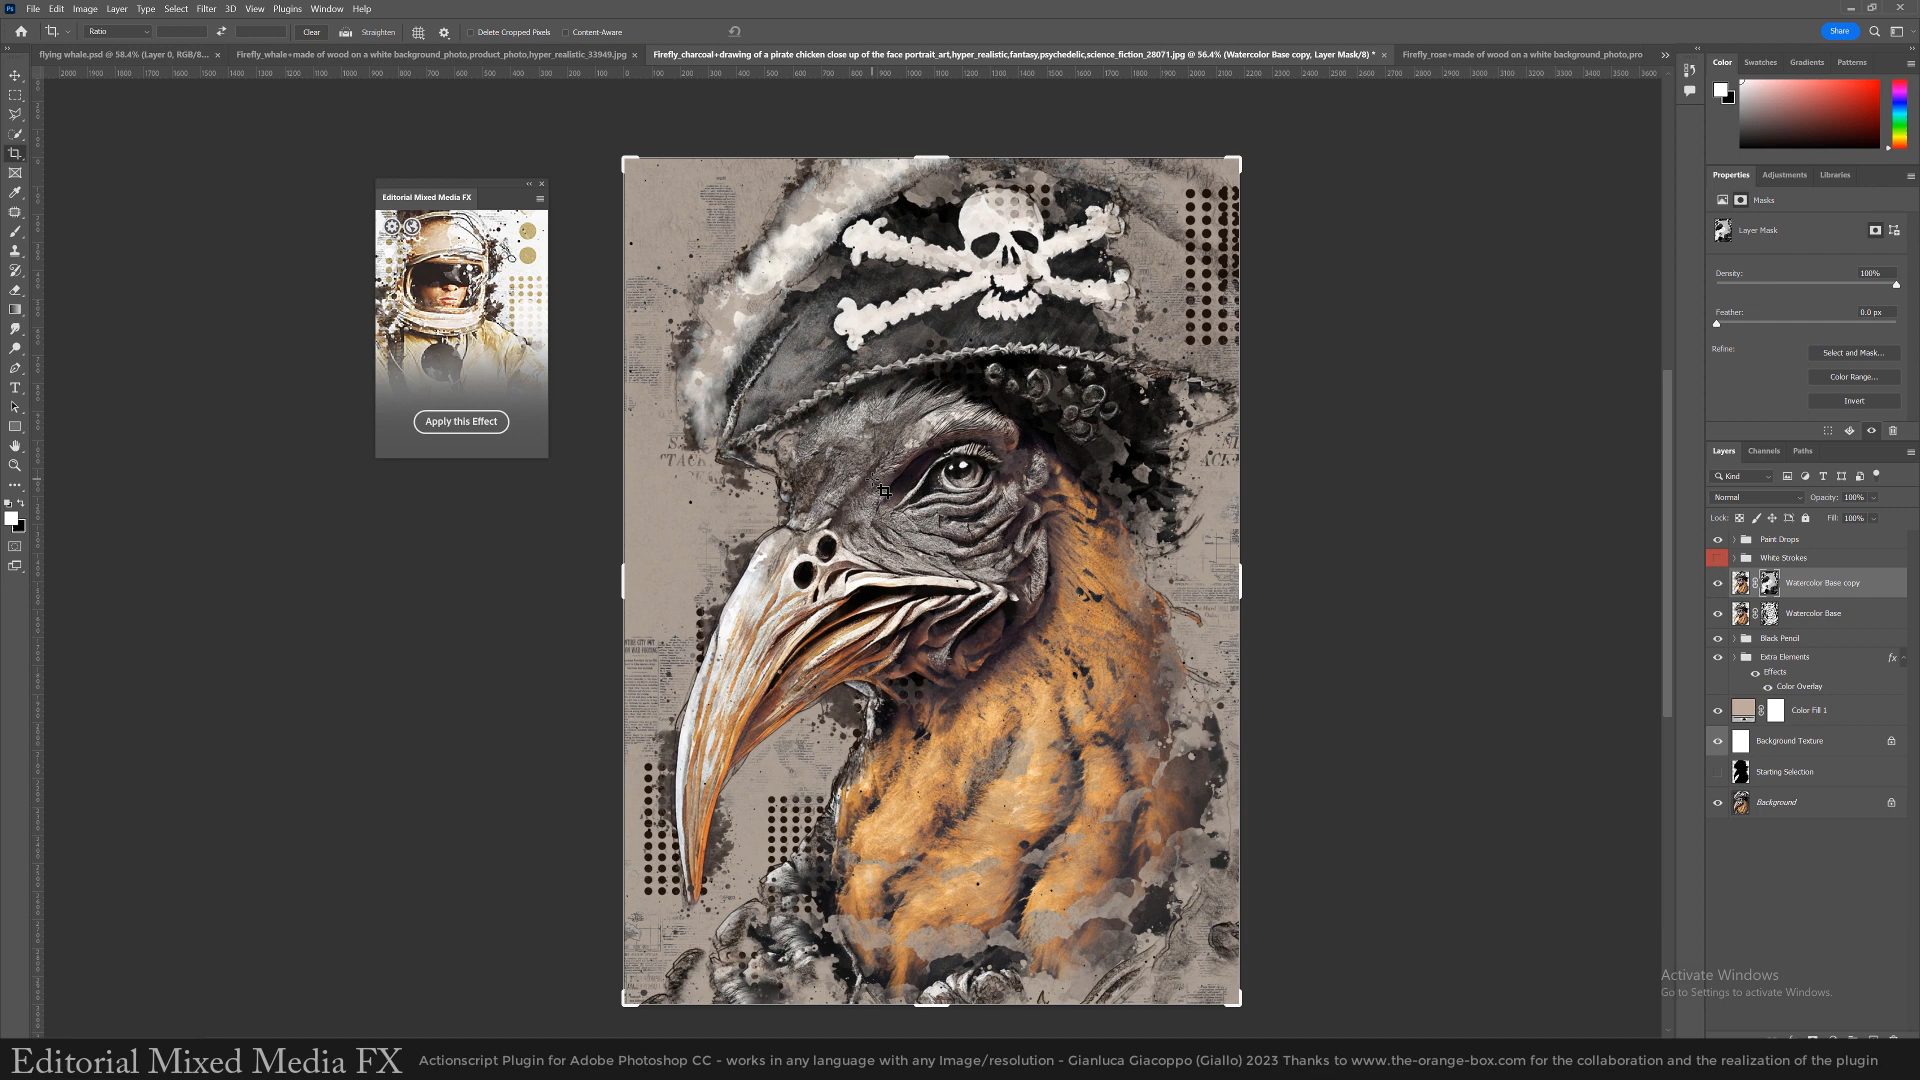 File Edit Image Layer Type Select Filter 3D View Plugins Window Help
Ratio Clear Straighten Delete Cropped Pixels Content-Aware Share
flying whale.psd @ 58.4% (Layer 0, RGB/8... × Firefly_whale+made of wood on a white background_photo,product_photo,hyper_realistic_33949.jpg × Firefly_charcoal+drawing of a pirate chicken close up of the face portrait_art,hyper_realistic,fantasy,psychedelic,science_fiction_28071.jpg @ 56.4% (Watercolor Base copy, Layer Mask/8) * × Firefly_rose+made of wood on a white background_photo,pro
Color Swatches Gradients Patterns
Editorial Mixed Media FX
Apply this Effect
Properties Adjustments Libraries
Masks
Layer Mask
Density: 100%
Feather: 0.0 px
Refine: Select and Mask...
Color Range...
Invert
Layers Channels Paths
Kind
Normal Opacity: 100%
Lock: Fill: 100%
Paint Drops
White Strokes
Watercolor Base copy
Watercolor Base
Black Pencil
Extra Elements fx
Effects
Color Overlay
Color Fill 1
Background Texture
Starting Selection
Background
Activate Windows
Go to Settings to activate Windows.
Editorial Mixed Media FX Actionscript Plugin for Adobe Photoshop CC - works in any language with any Image/resolution - Gianluca Giacoppo (Giallo) 2023 Thanks to www.the-orange-box.com for the collaboration and the realization of the plugin